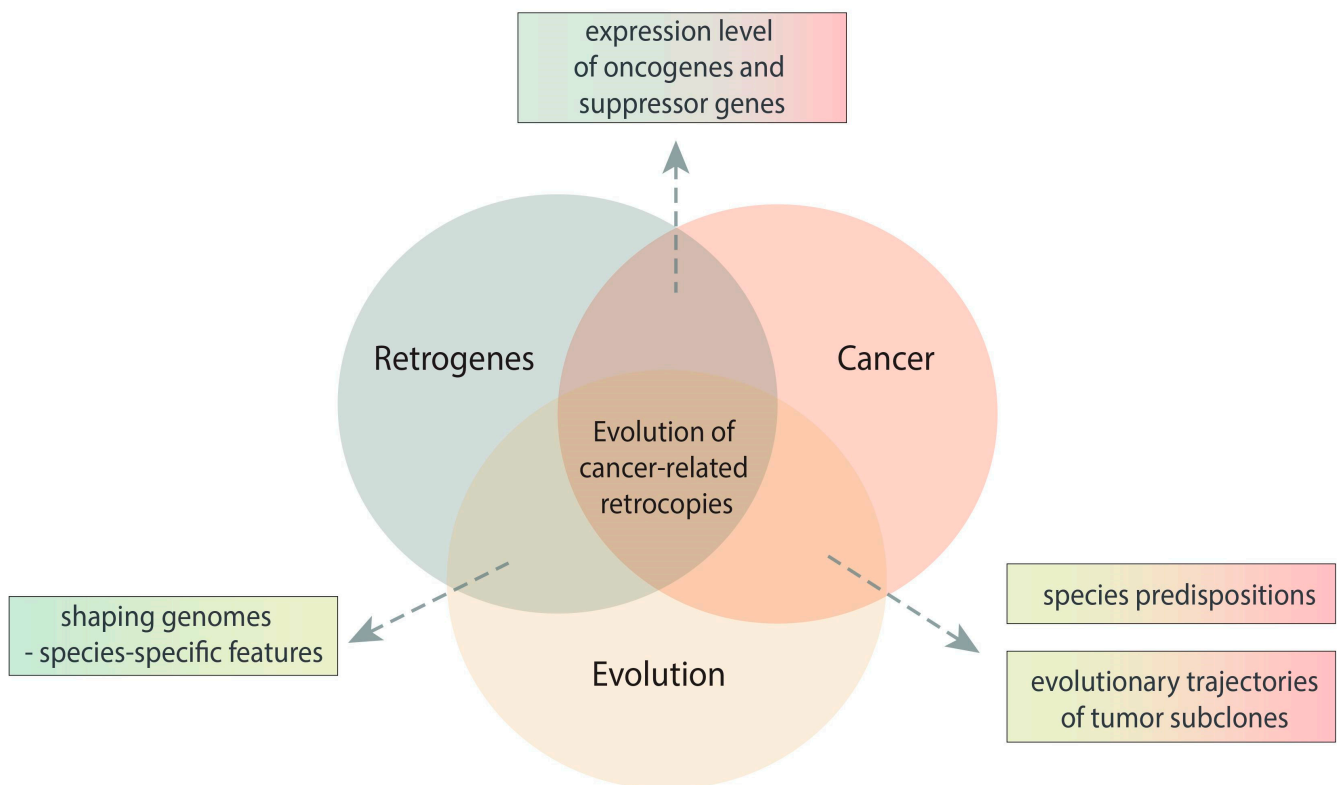 expression level
of oncogenes and
suppressor genes
Retrogenes
Cancer
Evolution of
cancer-related
retrocopies
shaping genomes
- species-specific features
species predispositions
Evolution
evolutionary trajectories
of tumor subclones